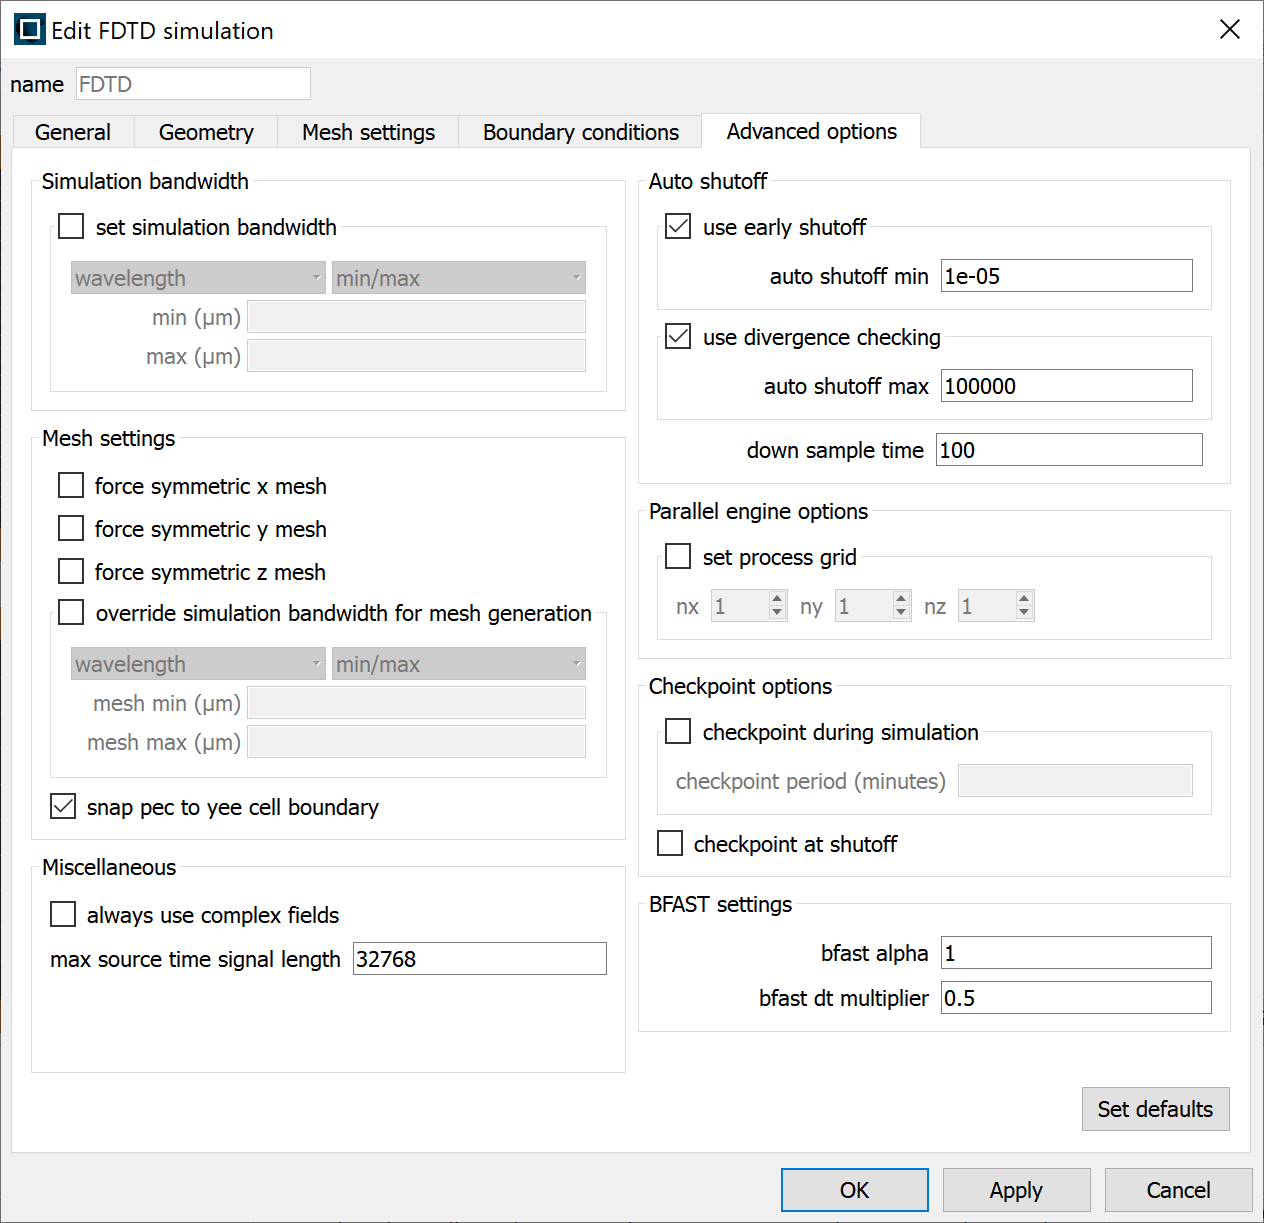 Edit FDTD simulation
name FDTD
General Geometry Mesh settings Boundary conditions Advanced options
Simulation bandwidth
set simulation bandwidth
wavelength min/max
min (µm)
max (µm)
Mesh settings
force symmetric x mesh
force symmetric y mesh
force symmetric z mesh
override simulation bandwidth for mesh generation
wavelength min/max
mesh min (µm)
mesh max (µm)
snap pec to yee cell boundary
Miscellaneous
always use complex fields
max source time signal length 32768
Auto shutoff
use early shutoff
auto shutoff min 1e-05
use divergence checking
auto shutoff max 100000
down sample time 100
Parallel engine options
set process grid
nx 1 ny 1 nz 1
Checkpoint options
checkpoint during simulation
checkpoint period (minutes)
checkpoint at shutoff
BFAST settings
bfast alpha 1
bfast dt multiplier 0.5
Set defaults
OK Apply Cancel